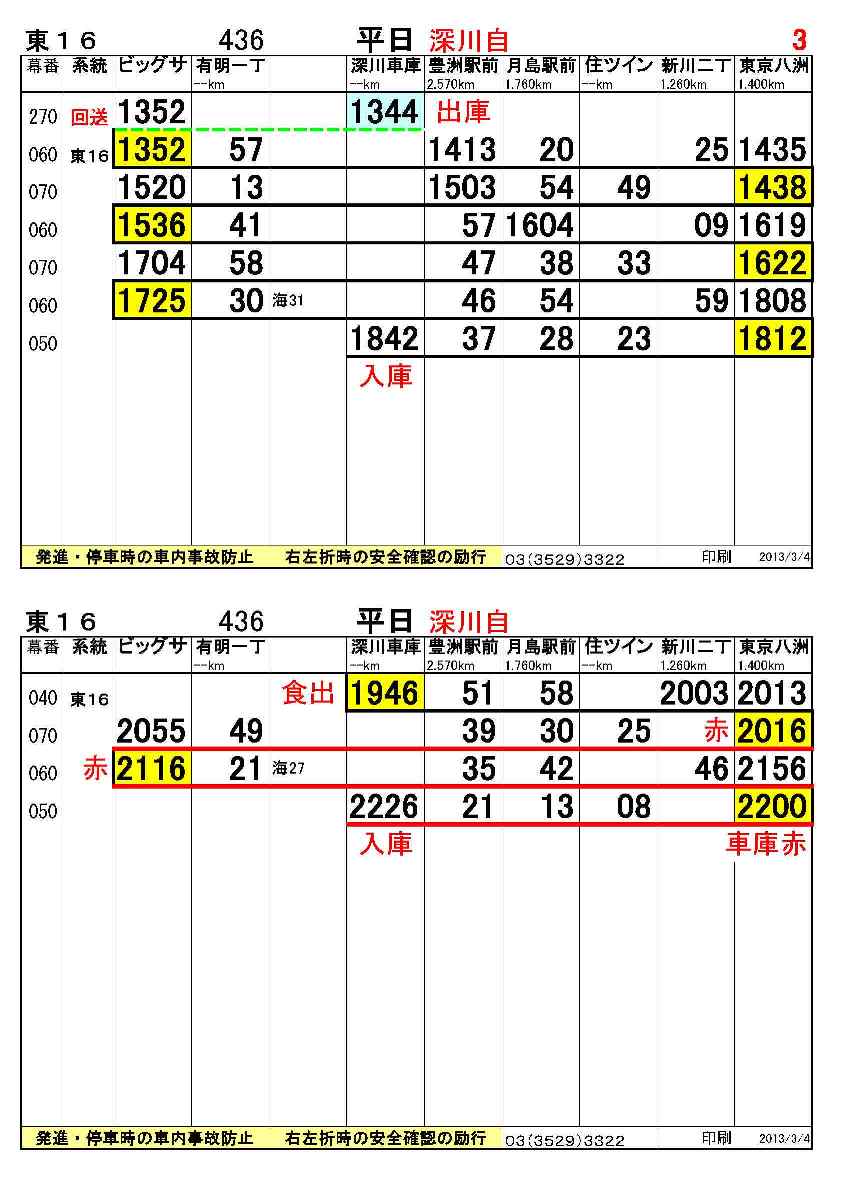 東１６ 436 平日 深川自 3
幕番 系統 ビッグサ 有明一丁 深川車庫 豊洲駅前 月島駅前 住ツイン 新川二丁 東京八洲
--km --km 2.570km 1.760km --km 1.260km 1.400km
270 回送 1352 1344 出庫
060 東16 1352 57 1413 20 25 1435
070 1520 13 1503 54 49 1438
060 1536 41 57 1604 09 1619
070 1704 58 47 38 33 1622
060 1725 30 海31 46 54 59 1808
050 1842 37 28 23 1812
入庫
発進・停車時の車内事故防止 右左折時の安全確認の励行 03(3529)3322 印刷 2013/3/4
東１６ 436 平日 深川自
幕番 系統 ビッグサ 有明一丁 深川車庫 豊洲駅前 月島駅前 住ツイン 新川二丁 東京八洲
--km --km 2.570km 1.760km --km 1.260km 1.400km
040 東16 食出 1946 51 58 2003 2013
070 2055 49 39 30 25 赤 2016
060 赤 2116 21 海27 35 42 46 2156
050 2226 21 13 08 2200
入庫 車庫赤
発進・停車時の車内事故防止 右左折時の安全確認の励行 03(3529)3322 印刷 2013/3/4